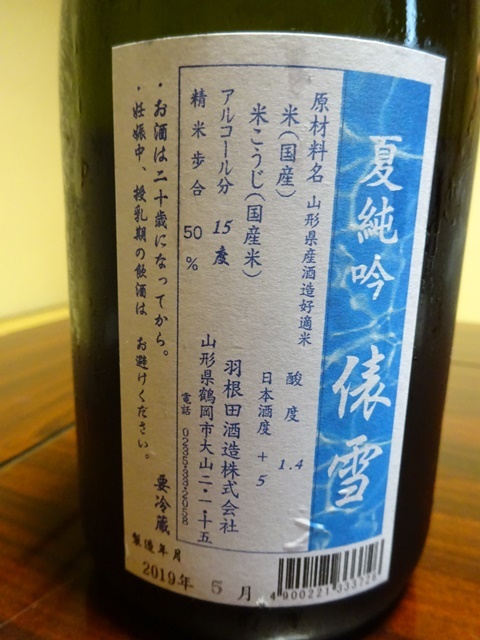 夏純吟 俵雪
原材料名 山形県産酒造好適米
米(国産)
米こうじ(国産米)
酸度 1.4
日本酒度 +5
アルコール分 15度
精米歩合 50%
羽根田酒造株式会社
山形県鶴岡市大山二・一・十五
電話 0235-33-2058
・お酒は二十歳になってから。
・妊娠中、授乳期の飲酒は お避けください。
要冷蔵
製造年月
2019年 5月
4 900221 333728